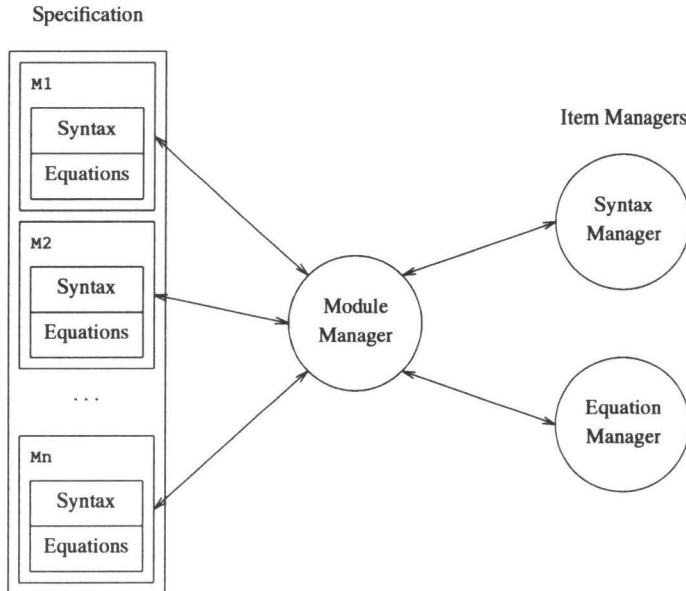 Specification
M1
Syntax
Equations
M2
Syntax
Equations
. . .
Mn
Syntax
Equations
Module
Manager
Item Managers
Syntax
Manager
Equation
Manager